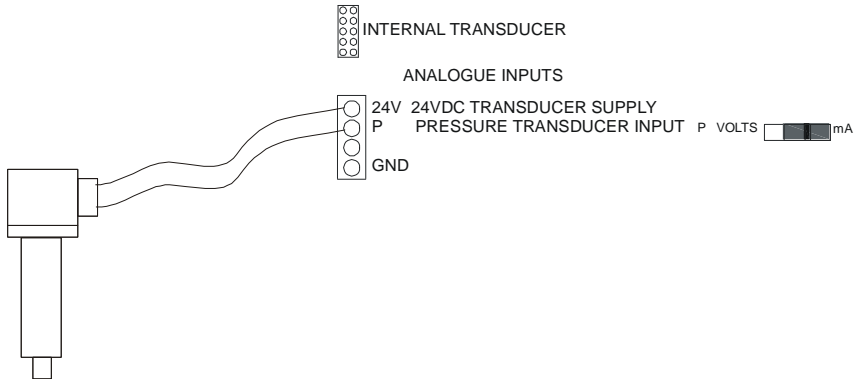 INTERNAL TRANSDUCER
ANALOGUE INPUTS
24V 24VDC TRANSDUCER SUPPLY
P PRESSURE TRANSDUCER INPUT P VOLTS mA
GND